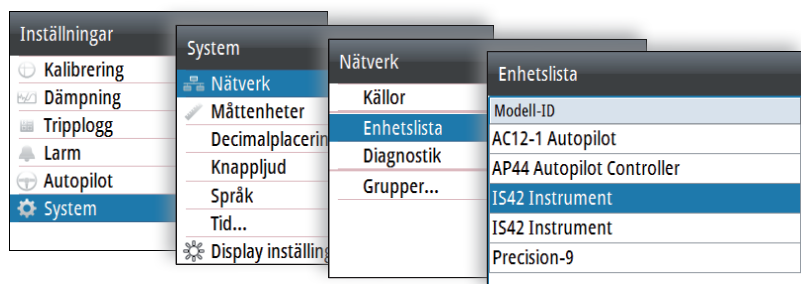 Inställningar
Kalibrering
Dämpning
Tripplogg
Larm
Autopilot
System
System
Nätverk
Måttenheter
Decimalplacerin
Knappljud
Språk
Tid...
Display inställing
Nätverk
Källor
Enhetslista
Diagnostik
Grupper...
Enhetslista
Modell-ID
AC12-1 Autopilot
AP44 Autopilot Controller
IS42 Instrument
IS42 Instrument
Precision-9